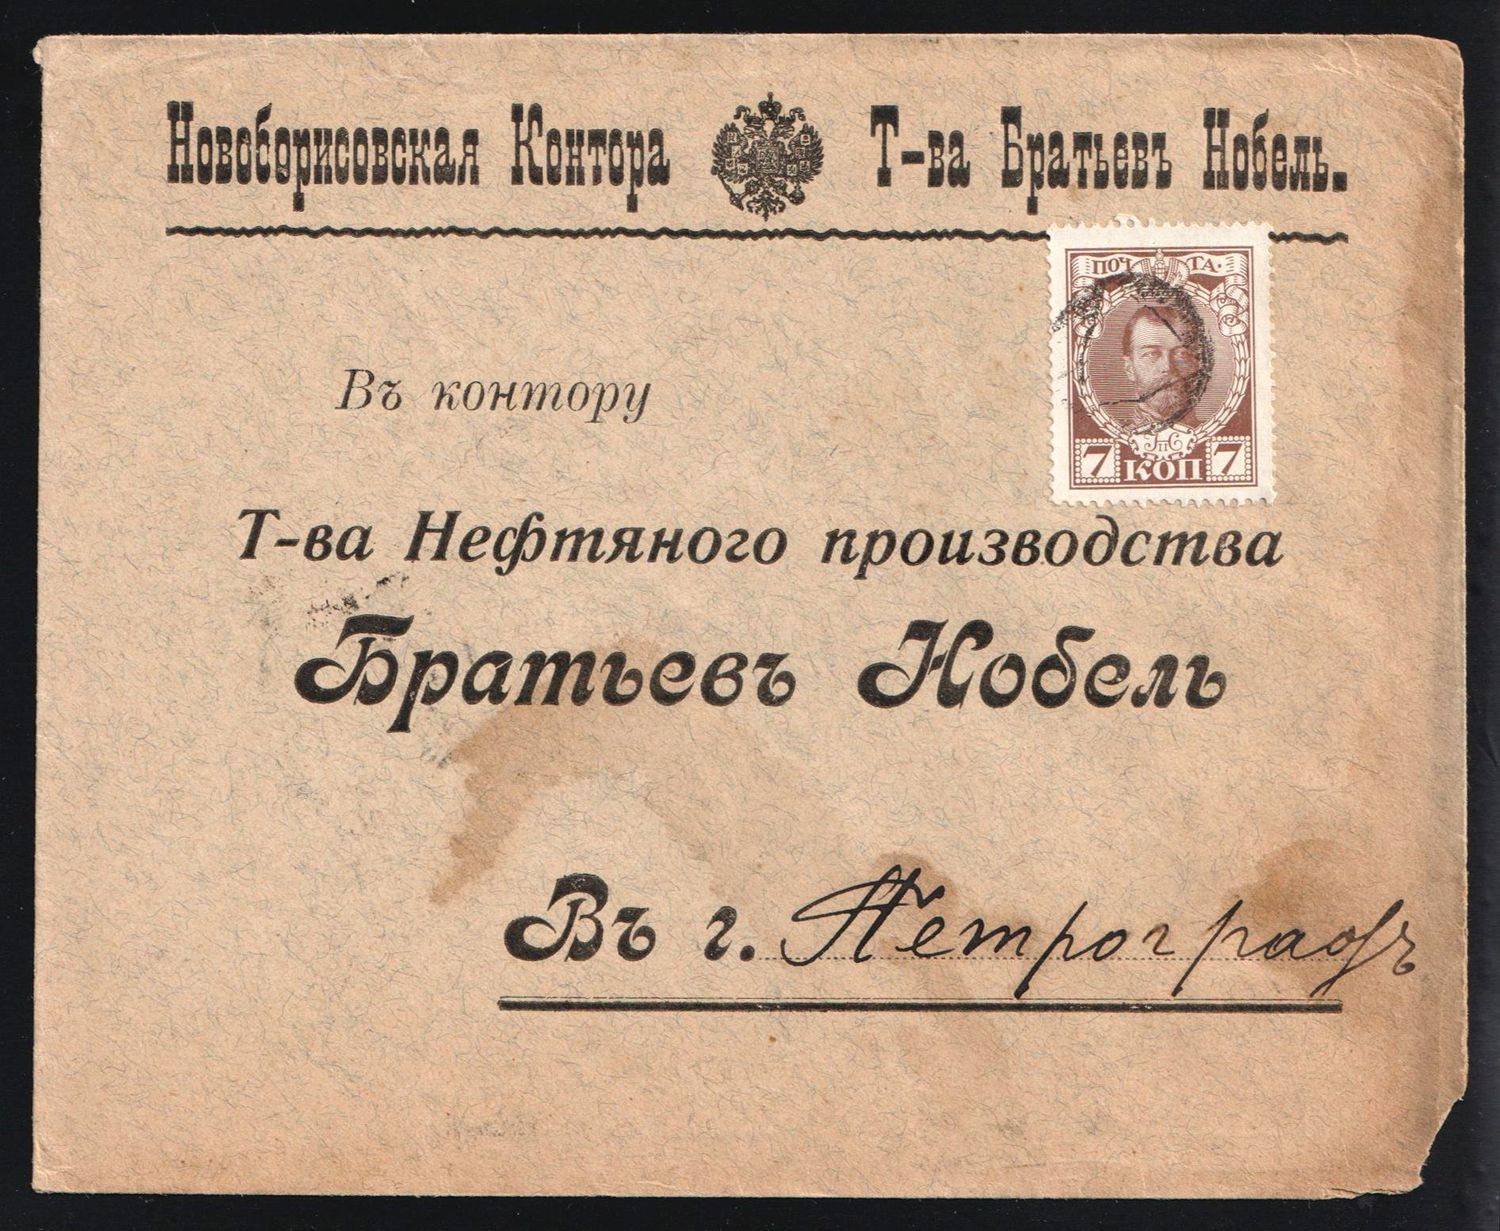 Новоборисовская Контора Т-ва Братьевъ Нобель.
ПОЧТА.
7 КОП 7
Въ контору
Т-ва Нефтяного производства
Братьевъ Нобель
Въ г. Петроградъ